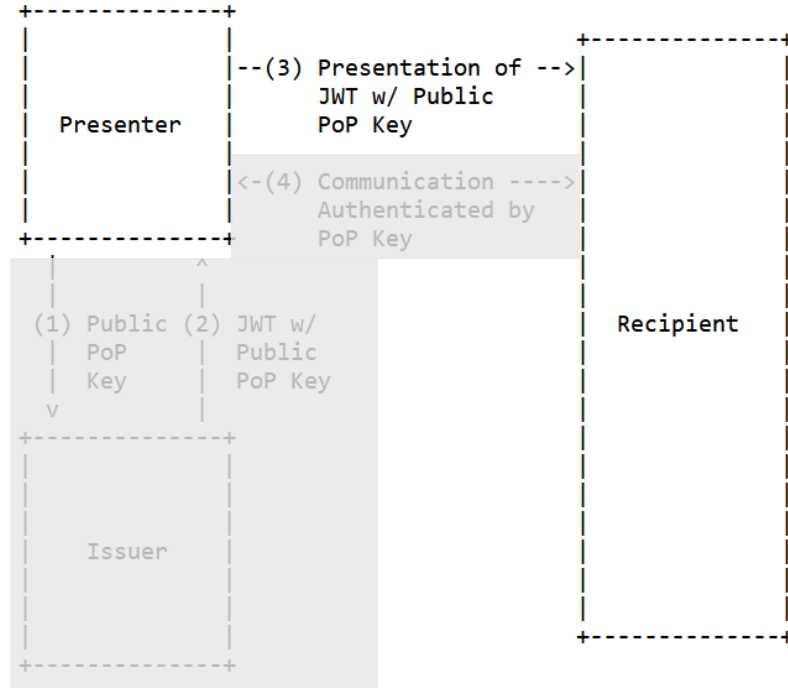 --(3) Presentation of -->
JWT w/ Public
Presenter
PoP Key
<-(4) Communication ---->
Authenticated by
PoP Key
(1) Public (2) JWT w/
Recipient
PoP
Public
Key
PoP Key
Issuer